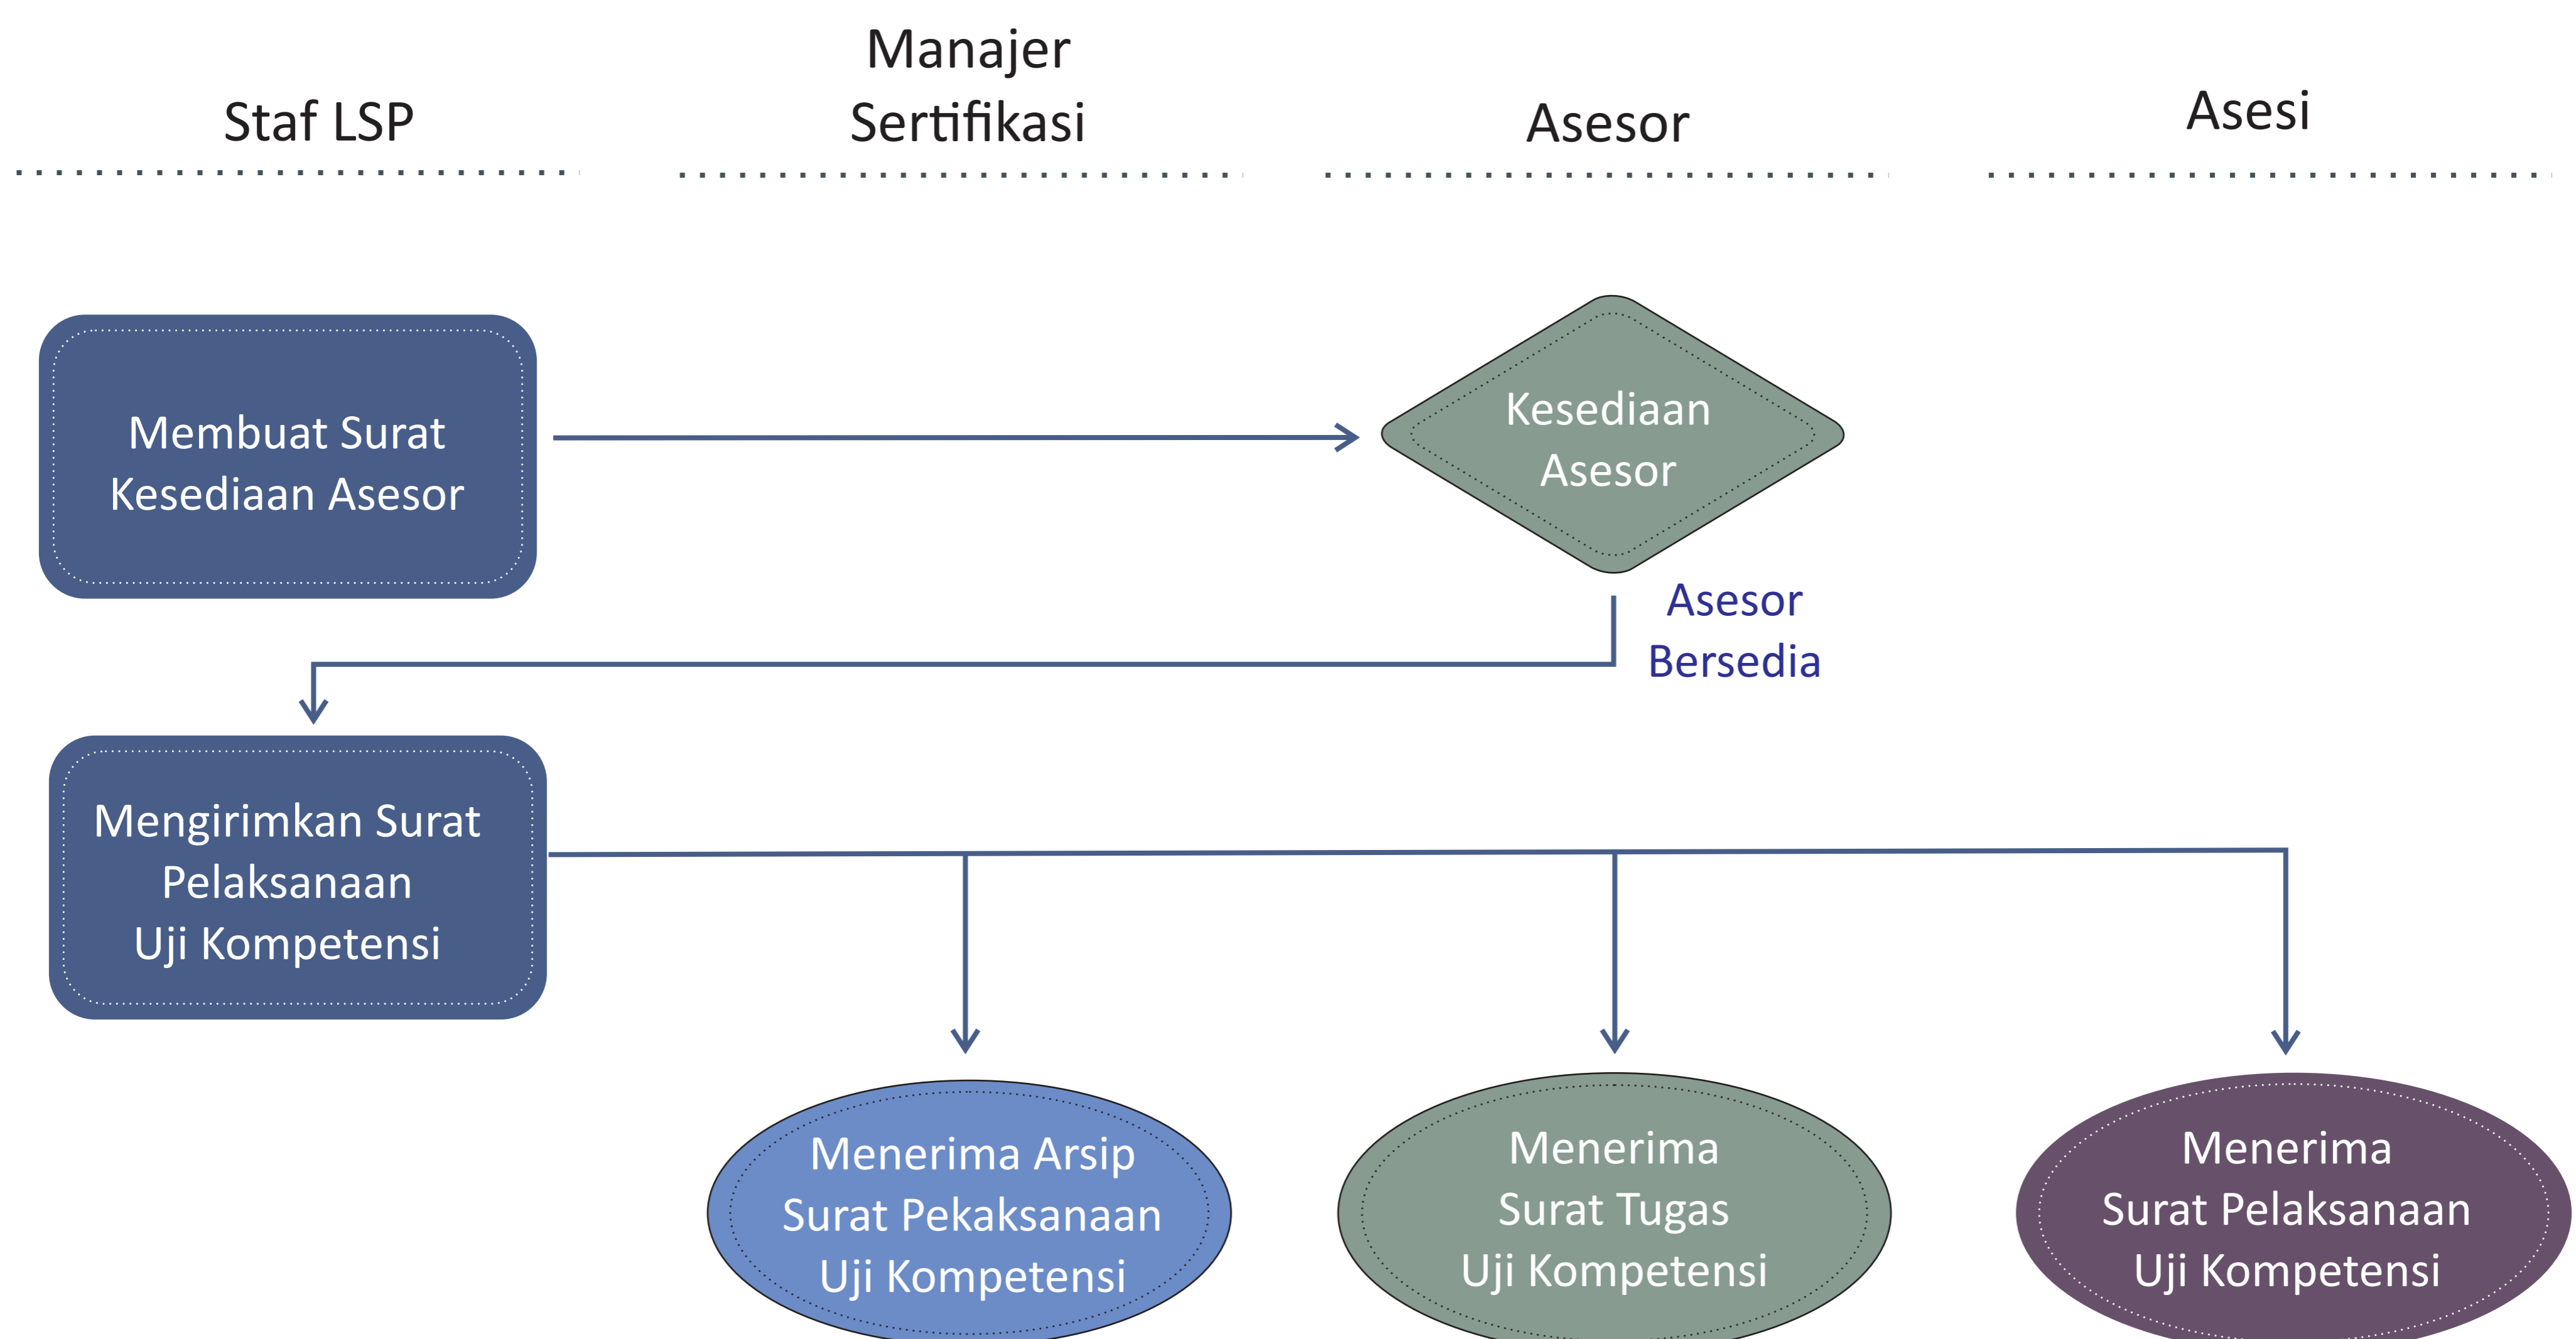 Staf LSP
Manajer
Sertifikasi
Asesor
Asesi
Membuat Surat
Kesediaan Asesor
Kesediaan
Asesor
Asesor
Bersedia
Mengirimkan Surat
Pelaksanaan
Uji Kompetensi
Menerima Arsip
Surat Pekaksanaan
Uji Kompetensi
Menerima
Surat Tugas
Uji Kompetensi
Menerima
Surat Pelaksanaan
Uji Kompetensi